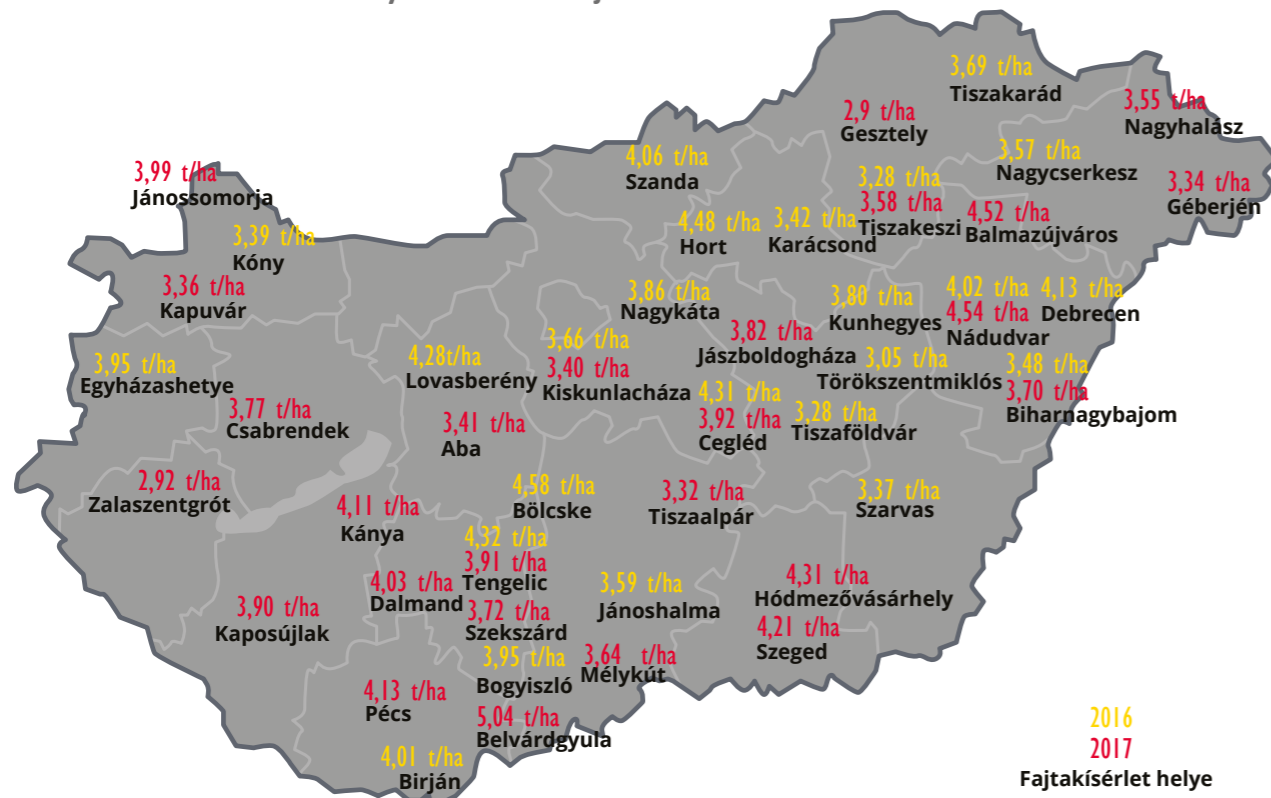 3,69 t/ha
Tiszakarád
2,9 t/ha
Gesztely
3,55 t/ha
Nagyhalász
3,99 t/ha
Jánossomorja
4,06 t/ha
Szanda
3,57 t/ha
Nagycserkesz
3,34 t/ha
Géberjén
3,28 t/ha
3,58 t/ha
Tiszakeszi
3,39 t/ha
Kóny
4,48 t/ha
Hort
3,42 t/ha
Karácsond
4,52 t/ha
Balmazújváros
3,36 t/ha
Kapuvár
3,86 t/ha
Nagykáta
3,80 t/ha
Kunhegyes
4,02 t/ha
4,54 t/ha
Nádudvar
4,13 t/ha
Debrecen
3,95 t/ha
Egyházashetye
4,28t/ha
Lovasberény
3,66 t/ha
3,40 t/ha
Kiskunlacháza
3,82 t/ha
Jászboldogháza
3,05 t/ha
Törökszentmiklós
3,48 t/ha
3,70 t/ha
Biharnagybajom
3,77 t/ha
Csabrendek
3,41 t/ha
Aba
4,31 t/ha
3,92 t/ha
Cegléd
3,28 t/ha
Tiszaföldvár
2,92 t/ha
Zalaszentgrót
4,11 t/ha
Kánya
4,58 t/ha
Bölcske
3,32 t/ha
Tiszaalpár
3,37 t/ha
Szarvas
4,32 t/ha
3,91 t/ha
Tengelic
4,03 t/ha
Dalmand
3,59 t/ha
Jánoshalma
4,31 t/ha
Hódmezővásárhely
3,90 t/ha
Kaposújlak
3,72 t/ha
Szekszárd
4,21 t/ha
Szeged
3,95 t/ha
Bogyiszló
3,64 t/ha
Mélykút
4,13 t/ha
Pécs
5,04 t/ha
Belvárdgyula
4,01 t/ha
Birján
2016
2017
Fajtakísérlet helye